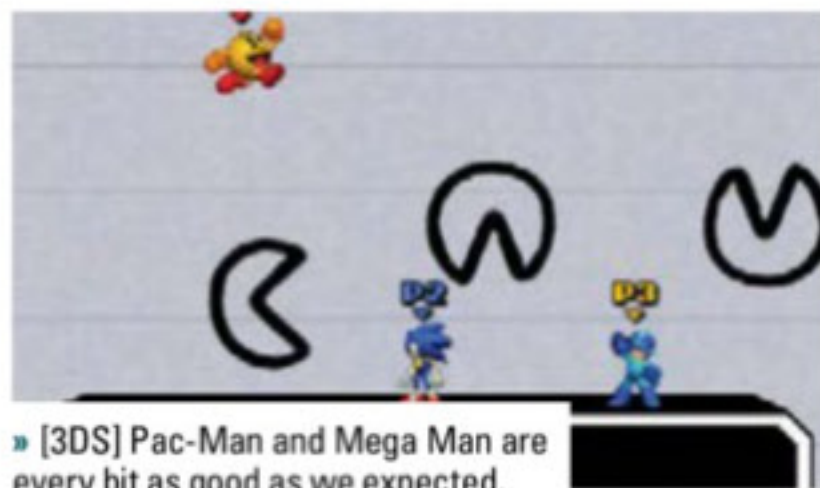 P2
P3
» [3DS] Pac-Man and Mega Man are
every bit as good as we expected.